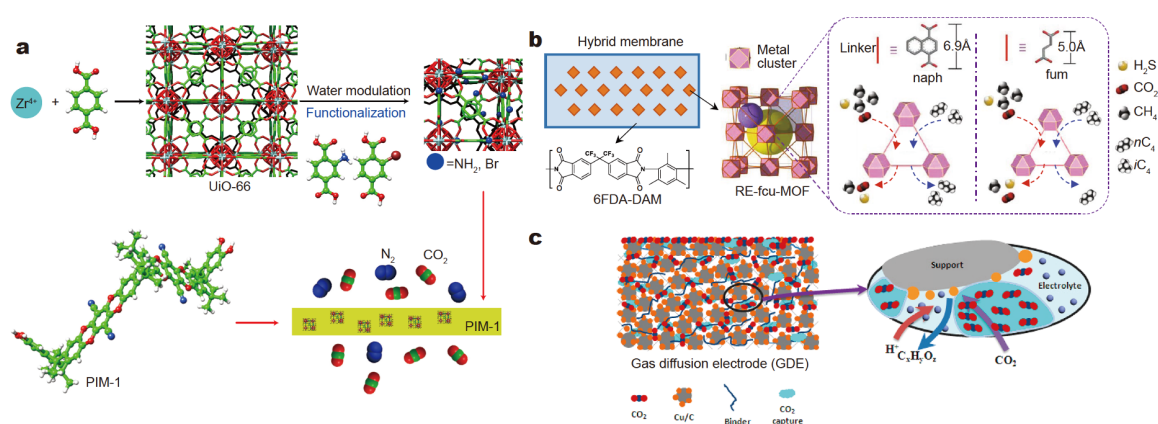 a
Zr4+
+
UiO-66
Water modulation
Functionalization
=NH2, Br
N2
CO2
PIM-1
PIM-1
b
Hybrid membrane
Metal
cluster
RE-fcu-MOF
CF3 CF3
O
O
O
O
N
N
n
6FDA-DAM
Linker
≡
6.9Å
naph
≡
5.0Å
fum
H2S
CO2
CH4
nC4
iC4
c
Gas diffusion electrode (GDE)
CO2
Cu/C
Binder
CO2
capture
Support
Electrolyte
H+
CxHyOz
CO2